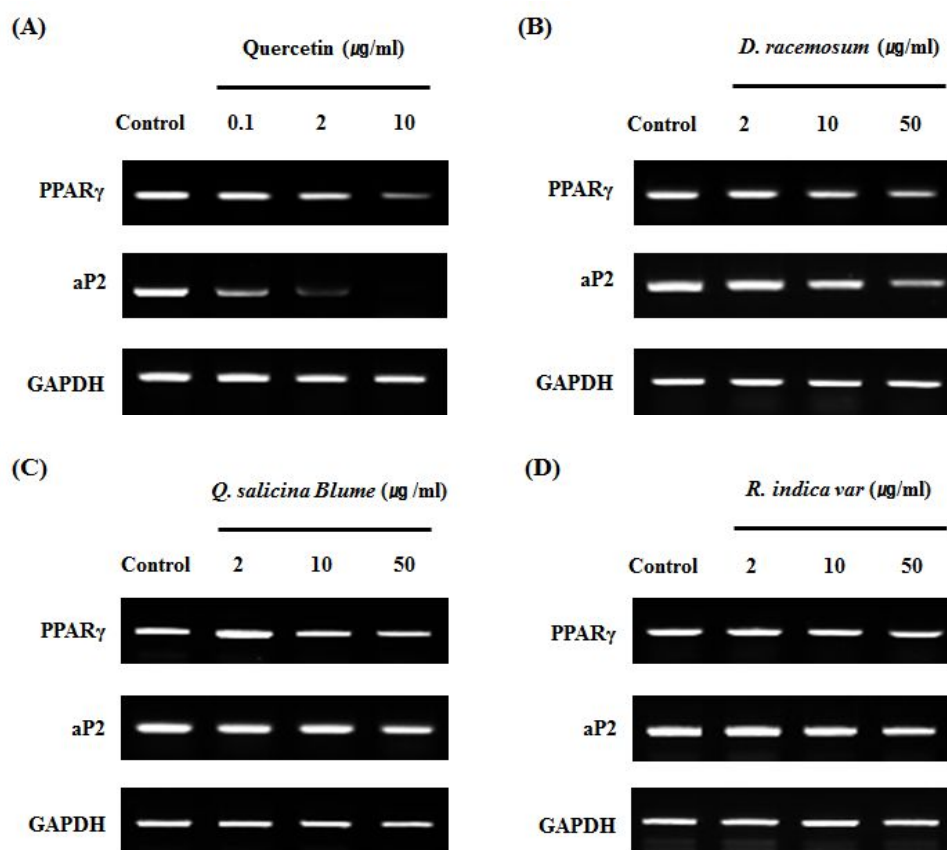 (A)
Quercetin (㎍/ml)
Control 0.1 2 10
PPARγ
aP2
GAPDH
(B)
D. racemosum (㎍/ml)
Control 2 10 50
PPARγ
aP2
GAPDH
(C)
Q. salicina Blume (㎍ /ml)
Control 2 10 50
PPARγ
aP2
GAPDH
(D)
R. indica var (㎍/ml)
Control 2 10 50
PPARγ
aP2
GAPDH